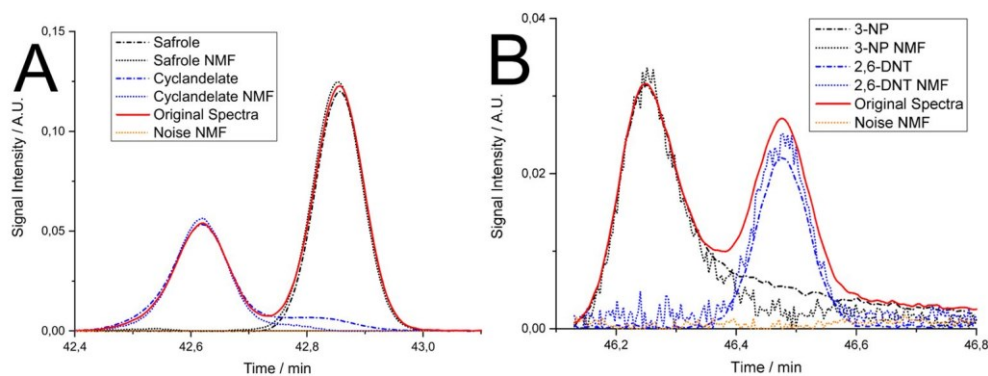 A
Signal Intensity / A.U.
0,15
0,10
0,05
0,00
Safrole
Safrole NMF
Cyclandelate
Cyclandelate NMF
Original Spectra
Noise NMF
42,4
42,6
42,8
43,0
Time / min
B
Signal Intensity / A.U.
0,04
0,02
0,00
3-NP
3-NP NMF
2,6-DNT
2,6-DNT NMF
Original Spectra
Noise NMF
46,2
46,4
46,6
46,8
Time / min